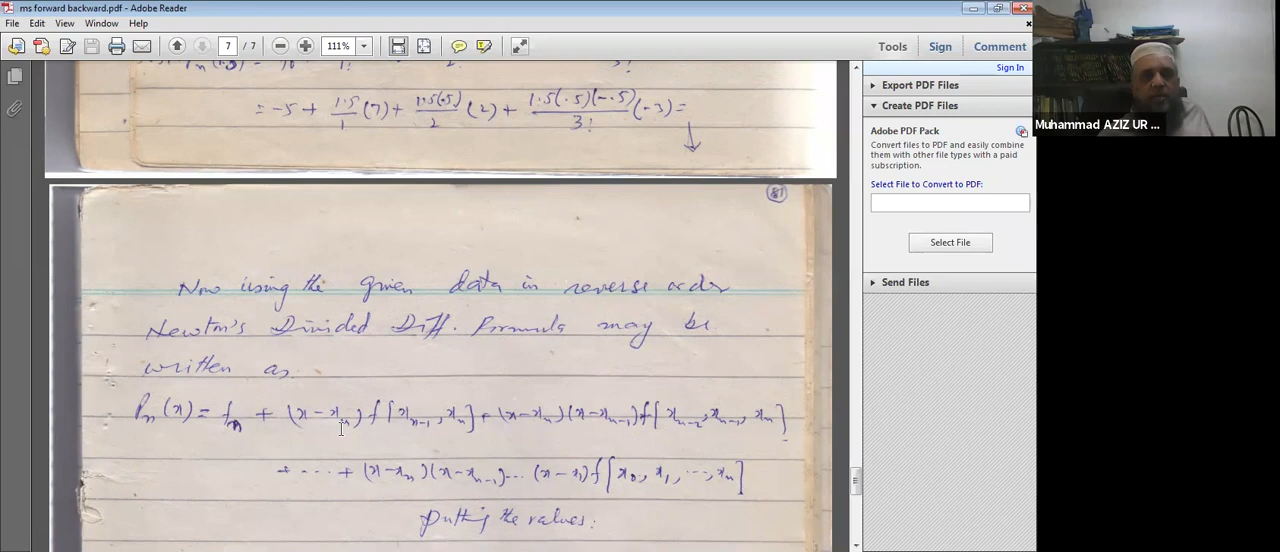 ms forward backward.pdf - Adobe Reader
File Edit View Window Help
7 / 7 111% Tools Sign Comment
Sign In
Export PDF Files
Create PDF Files
Adobe PDF Pack
Convert files to PDF and easily combine
them with other file types with a paid
subscription.
Select File to Convert to PDF:
Select File
Send Files
Muhammad AZIZ UR ...
= -5 + 1.5/1 (7) + 1.5(.5)/2 (2) + 1.5(.5)(-.5)/3! (-3) =
87
Now using the given data in reverse order
Newton's Divided Diff. Formula may be
written as
Pn(x) = fn + (x-xn) f[xn-1, xn] + (x-xn)(x-xn-1) f[xn-2, xn-1, xn]
+ ... + (x-xn)(x-xn-1)...(x-x1) f[x0, x1, ..., xn]
putting the values: